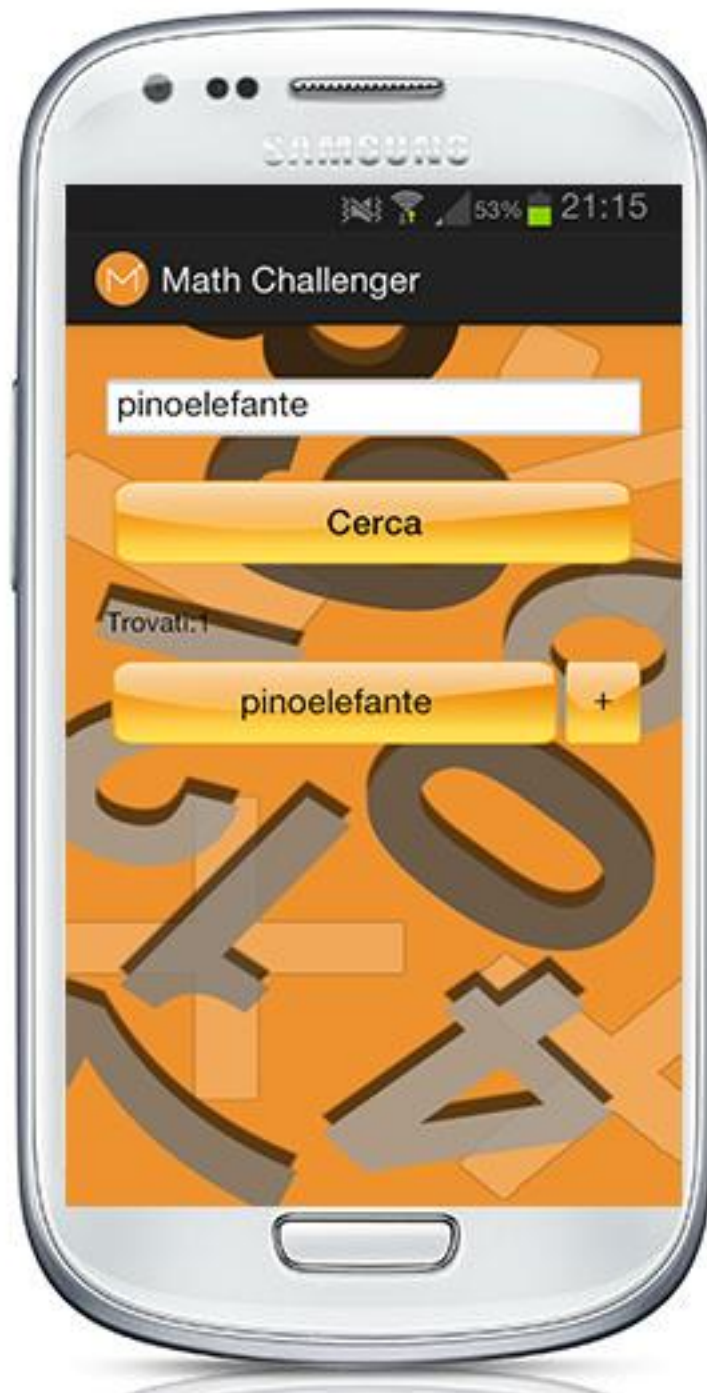 SAMSUNG
53% 21:15
Math Challenger
pinoelefante
Cerca
Trovati:1
pinoelefante +